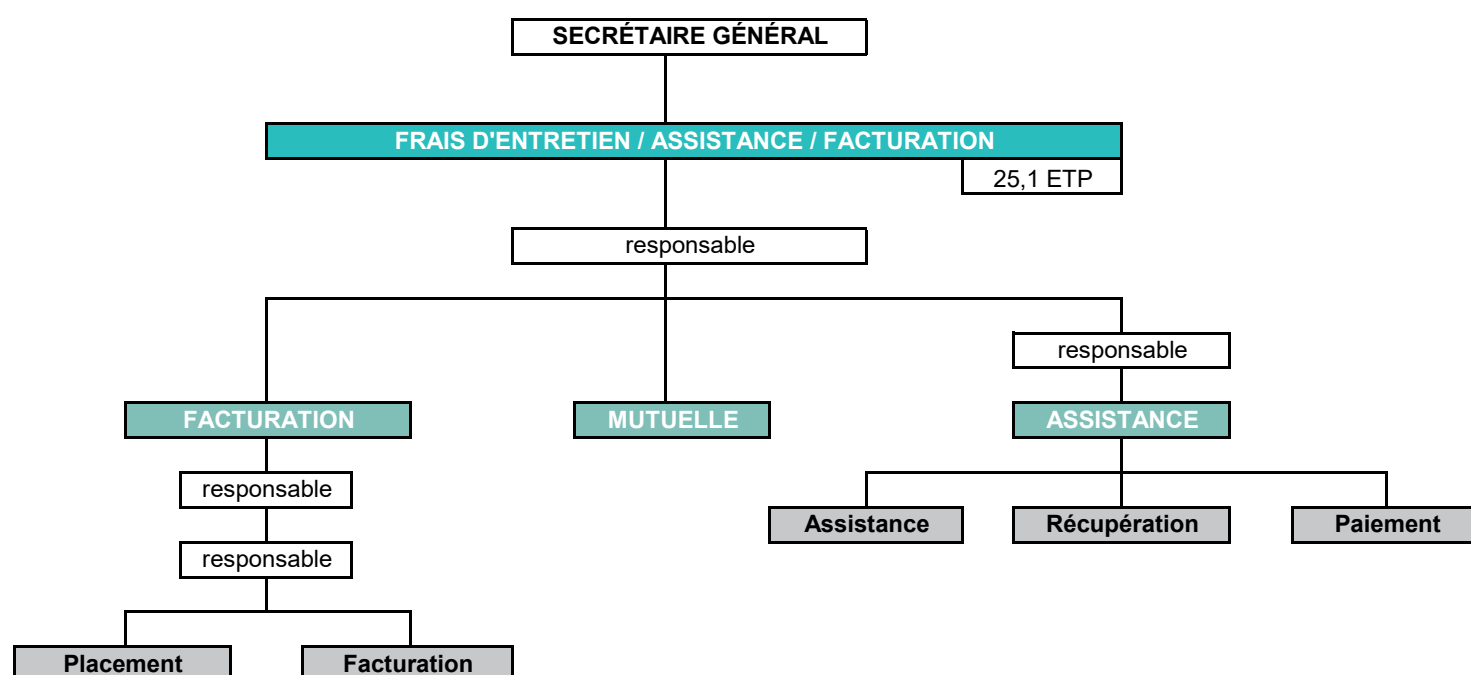 SECRÉTAIRE GÉNÉRAL
FRAIS D'ENTRETIEN / ASSISTANCE / FACTURATION
25,1 ETP
responsable
responsable
FACTURATION
MUTUELLE
ASSISTANCE
responsable
Assistance
Récupération
Paiement
responsable
Placement
Facturation